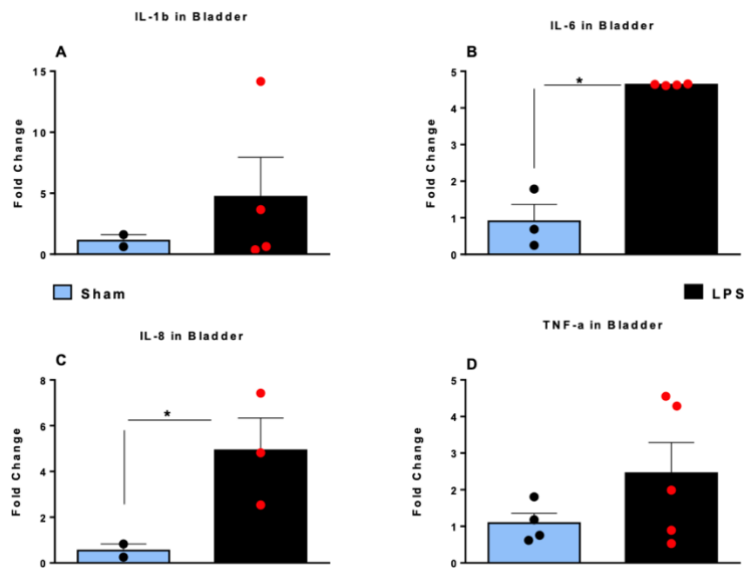 IL-1b in Bladder
A
Fold Change
15
10
5
0
IL-6 in Bladder
B
Fold Change
5
4
3
2
1
0
*
Sham
LPS
IL-8 in Bladder
C
Fold Change
8
6
4
2
0
*
TNF-a in Bladder
D
Fold Change
5
4
3
2
1
0